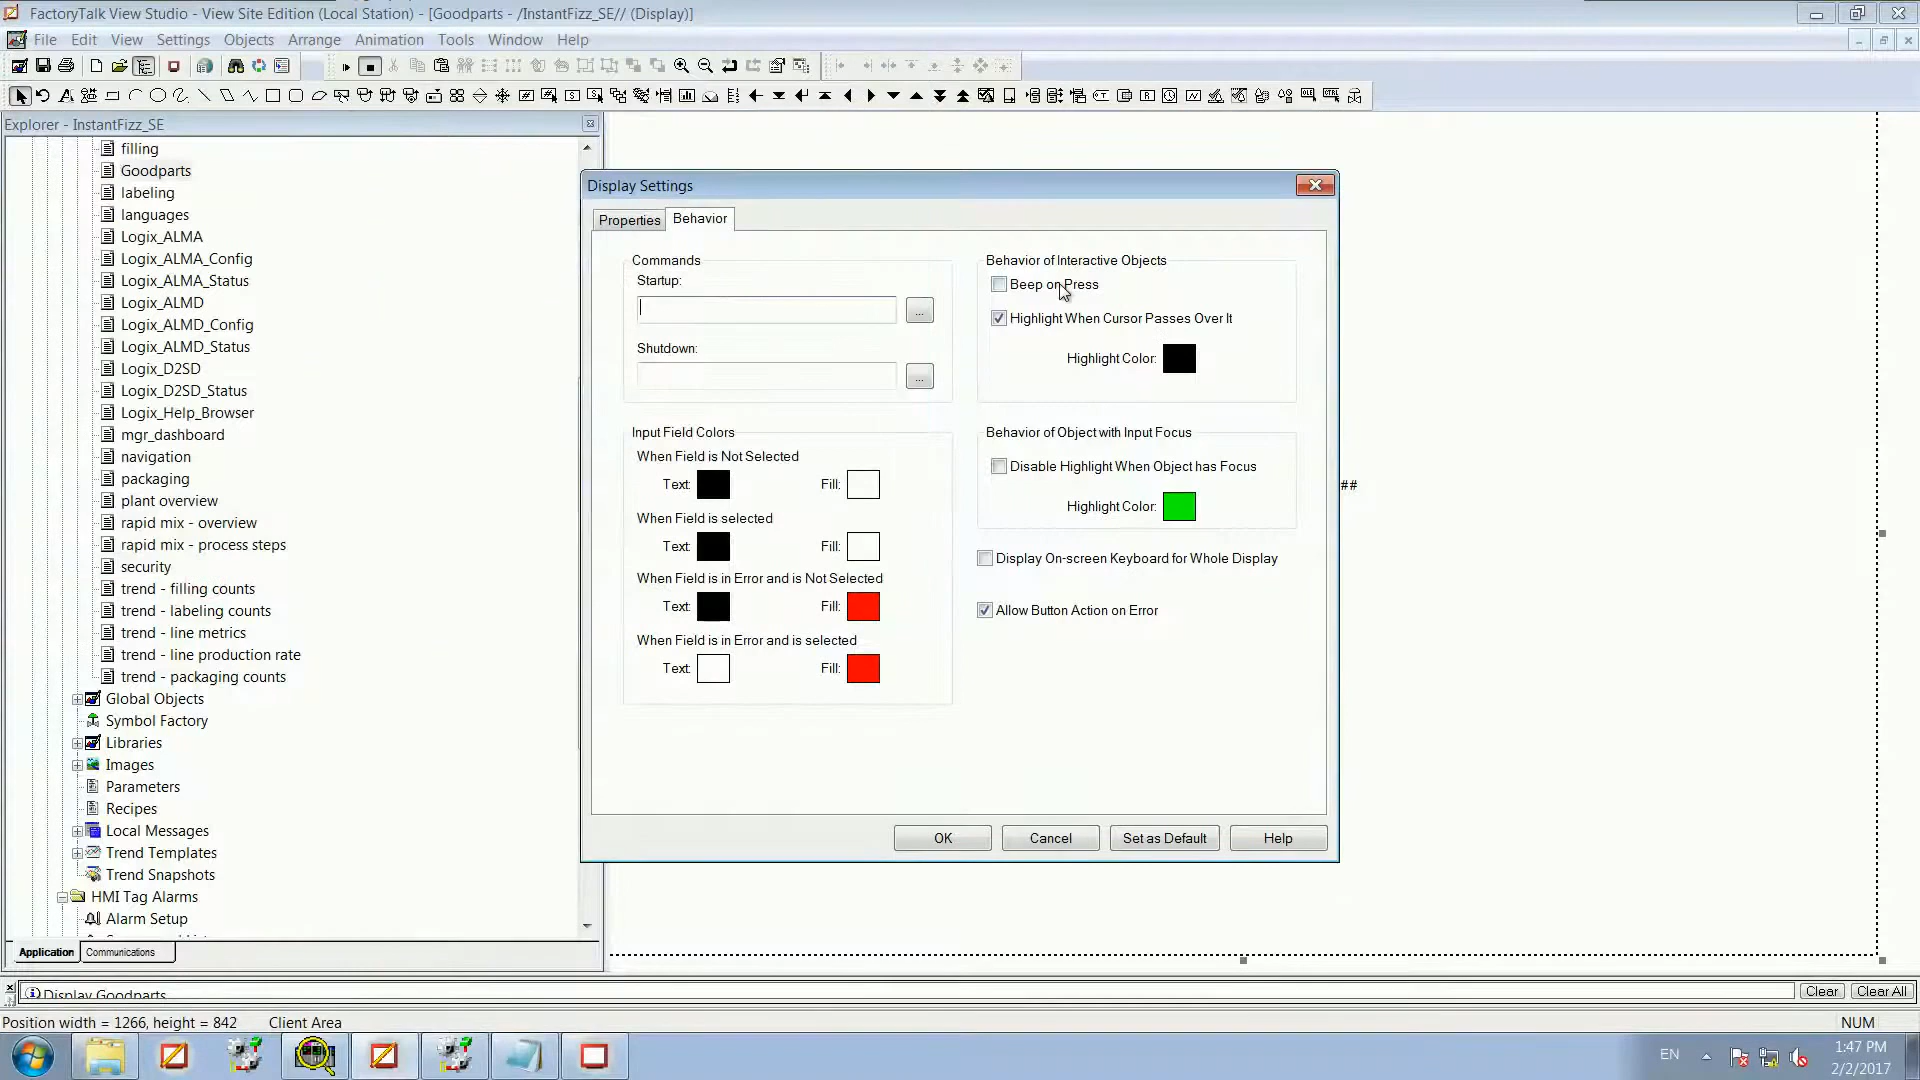 FactoryTalk View Studio - View Site Edition (Local Station) - [Goodparts - /InstantFizz_SE// (Display)]
File Edit View Settings Objects Arrange Animation Tools Window Help
Explorer - InstantFizz_SE
filling
Goodparts
labeling
languages
Logix_ALMA
Logix_ALMA_Config
Logix_ALMA_Status
Logix_ALMD
Logix_ALMD_Config
Logix_ALMD_Status
Logix_D2SD
Logix_D2SD_Status
Logix_Help_Browser
mgr_dashboard
navigation
packaging
plant overview
rapid mix - overview
rapid mix - process steps
security
trend - filling counts
trend - labeling counts
trend - line metrics
trend - line production rate
trend - packaging counts
Global Objects
Symbol Factory
Libraries
Images
Parameters
Recipes
Local Messages
Trend Templates
Trend Snapshots
HMI Tag Alarms
Alarm Setup
Application Communications
Display Settings
Properties Behavior
Commands
Startup:
...
Shutdown:
...
Input Field Colors
When Field is Not Selected
Text: Fill:
When Field is selected
Text: Fill:
When Field is in Error and is Not Selected
Text: Fill:
When Field is in Error and is selected
Text: Fill:
Behavior of Interactive Objects
Beep on Press
Highlight When Cursor Passes Over It
Highlight Color:
Behavior of Object with Input Focus
Disable Highlight When Object has Focus
Highlight Color:
Display On-screen Keyboard for Whole Display
Allow Button Action on Error
OK Cancel Set as Default Help
##
Display Goodparts
Clear Clear All
Position width = 1266, height = 842 Client Area NUM
EN
1:47 PM
2/2/2017